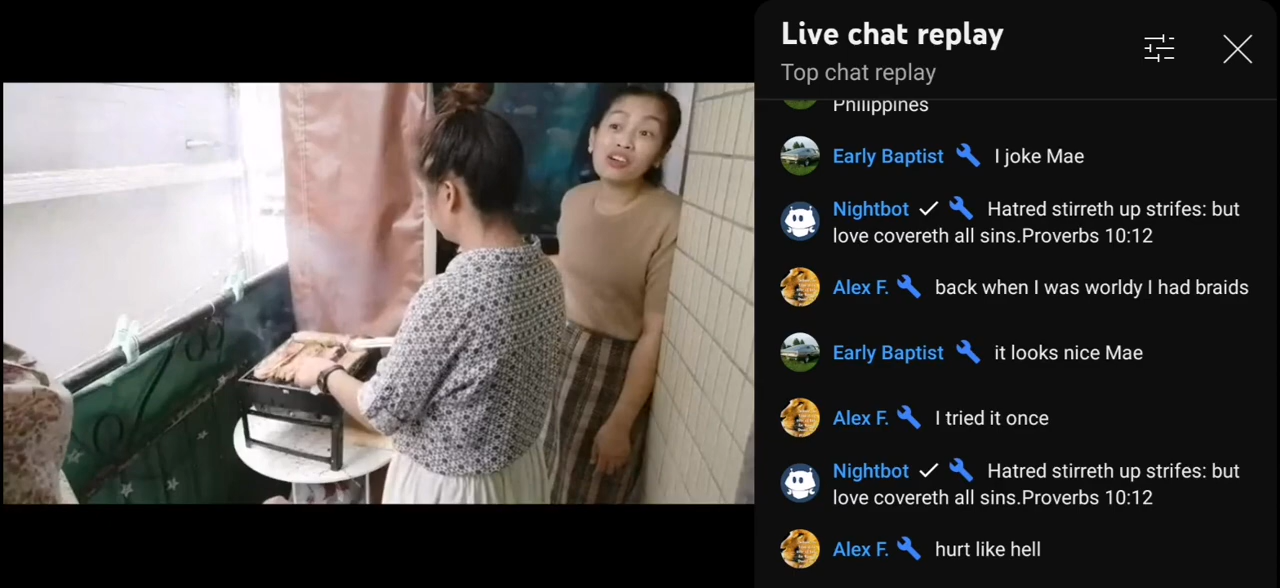 Live chat replay
Top chat replay
Philippines
Early Baptist I joke Mae
Nightbot Hatred stirreth up strifes: but
love covereth all sins.Proverbs 10:12
Alex F. back when I was worldy I had braids
Early Baptist it looks nice Mae
Alex F. I tried it once
Nightbot Hatred stirreth up strifes: but
love covereth all sins.Proverbs 10:12
Alex F. hurt like hell